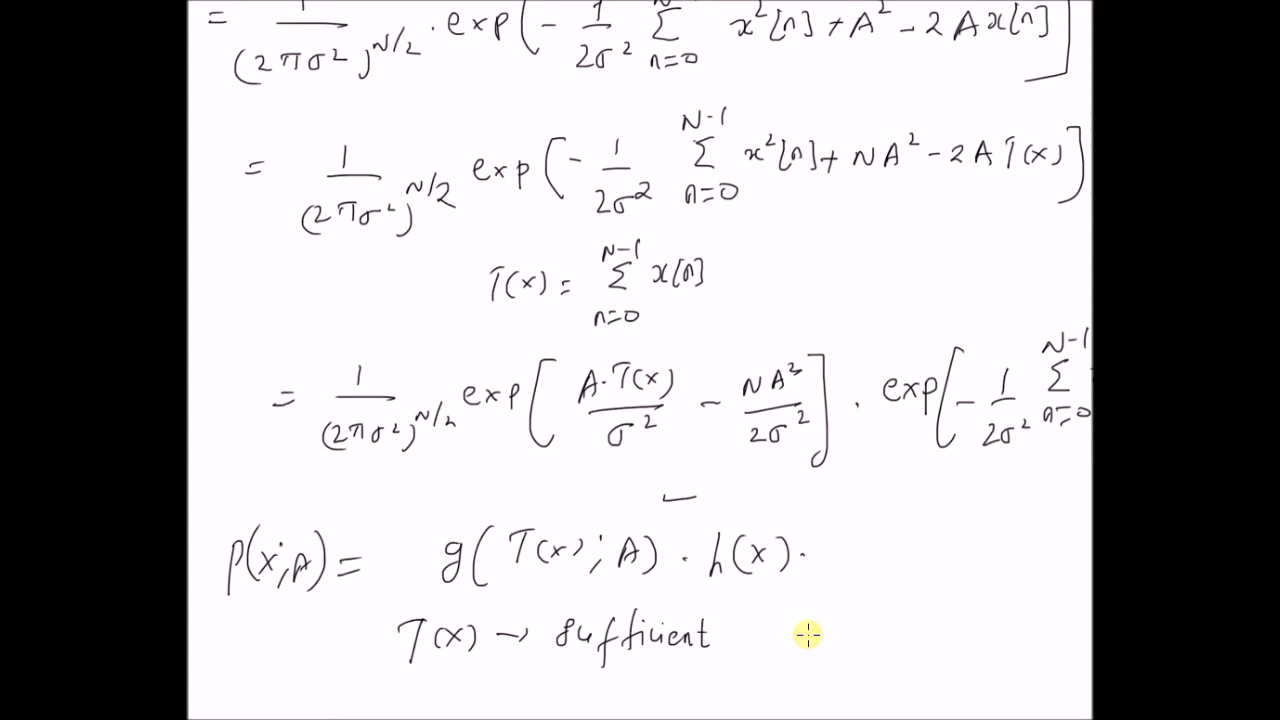 = 1/(2πσ²)^{N/2} · exp(- 1/2σ² Σ_{n=0}^{N} x²[n] + A² - 2Ax[n]]
= 1/(2πσ²)^{N/2} exp(- 1/2σ² Σ_{n=0}^{N-1} x²[n] + NA² - 2AT(x)]
T(x) = Σ_{n=0}^{N-1} x[n]
= 1/(2πσ²)^{N/2} exp[A·T(x)/σ² - NA²/2σ²] · exp[- 1/2σ² Σ_{n=0}^{N-1}
p(x;A) = g(T(x);A) · h(x) ·
T(x) → sufficient